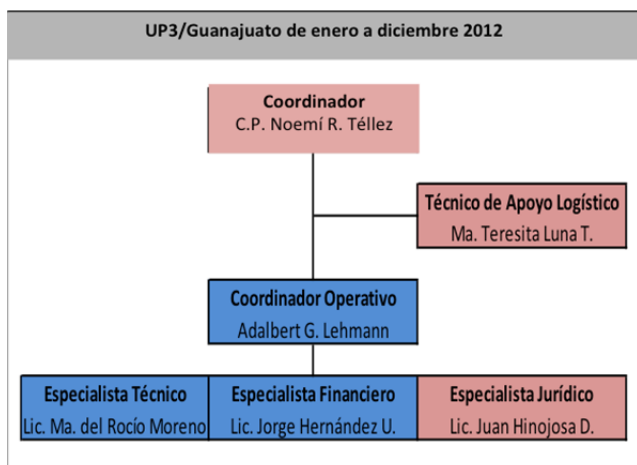 UP3/Guanajuato de enero a diciembre 2012
Coordinador
C.P. Noemí R. Téllez
Técnico de Apoyo Logístico
Ma. Teresita Luna T.
Coordinador Operativo
Adalbert G. Lehmann
Especialista Técnico
Lic. Ma. del Rocío Moreno
Especialista Financiero
Lic. Jorge Hernández U.
Especialista Jurídico
Lic. Juan Hinojosa D.